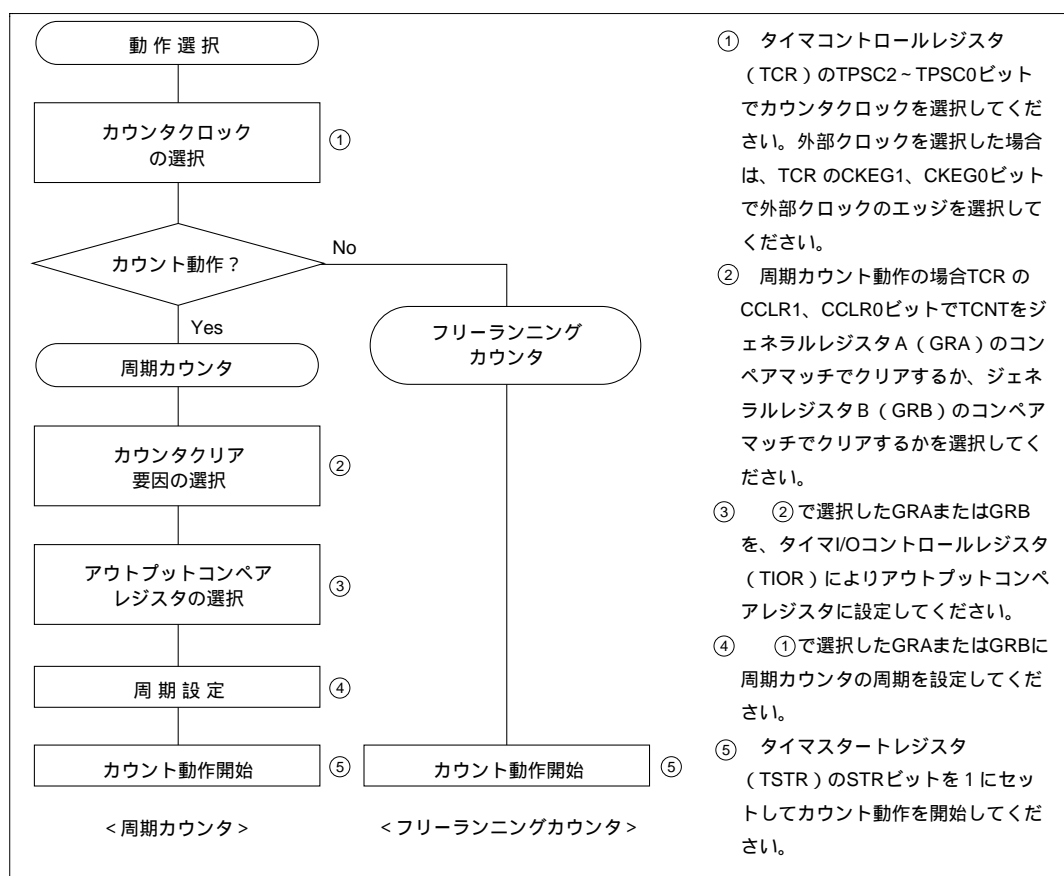 動 作 選 択
カウンタクロック
の選択
①
カウント動作？
No
Yes
周期カウンタ
フリーランニング
カウンタ
カウンタクリア
要因の選択
②
アウトプットコンペア
レジスタの選択
③
周 期 設 定
④
カウント動作開始
⑤
カウント動作開始
⑤
＜周期カウンタ＞
＜フリーランニングカウンタ＞
① タイマコントロールレジスタ
（TCR）のTPSC2～TPSC0ビット
でカウンタクロックを選択してくだ
さい。外部クロックを選択した場合
は、TCR のCKEG1、CKEG0ビット
で外部クロックのエッジを選択して
ください。
② 周期カウント動作の場合TCR の
CCLR1、CCLR0ビットでTCNTをジ
ェネラルレジスタＡ（GRA）のコン
ペアマッチでクリアするか、ジェネ
ラルレジスタＢ（GRB）のコンペア
マッチでクリアするかを選択してく
ださい。
③ ②で選択したGRAまたはGRB
を、タイマI/Oコントロールレジスタ
（TIOR）によりアウトプットコンペ
アレジスタに設定してください。
④ ①で選択したGRAまたはGRBに
周期カウンタの周期を設定してくだ
さい。
⑤ タイマスタートレジスタ
（TSTR）のSTRビットを１にセッ
トしてカウント動作を開始してくだ
さい。